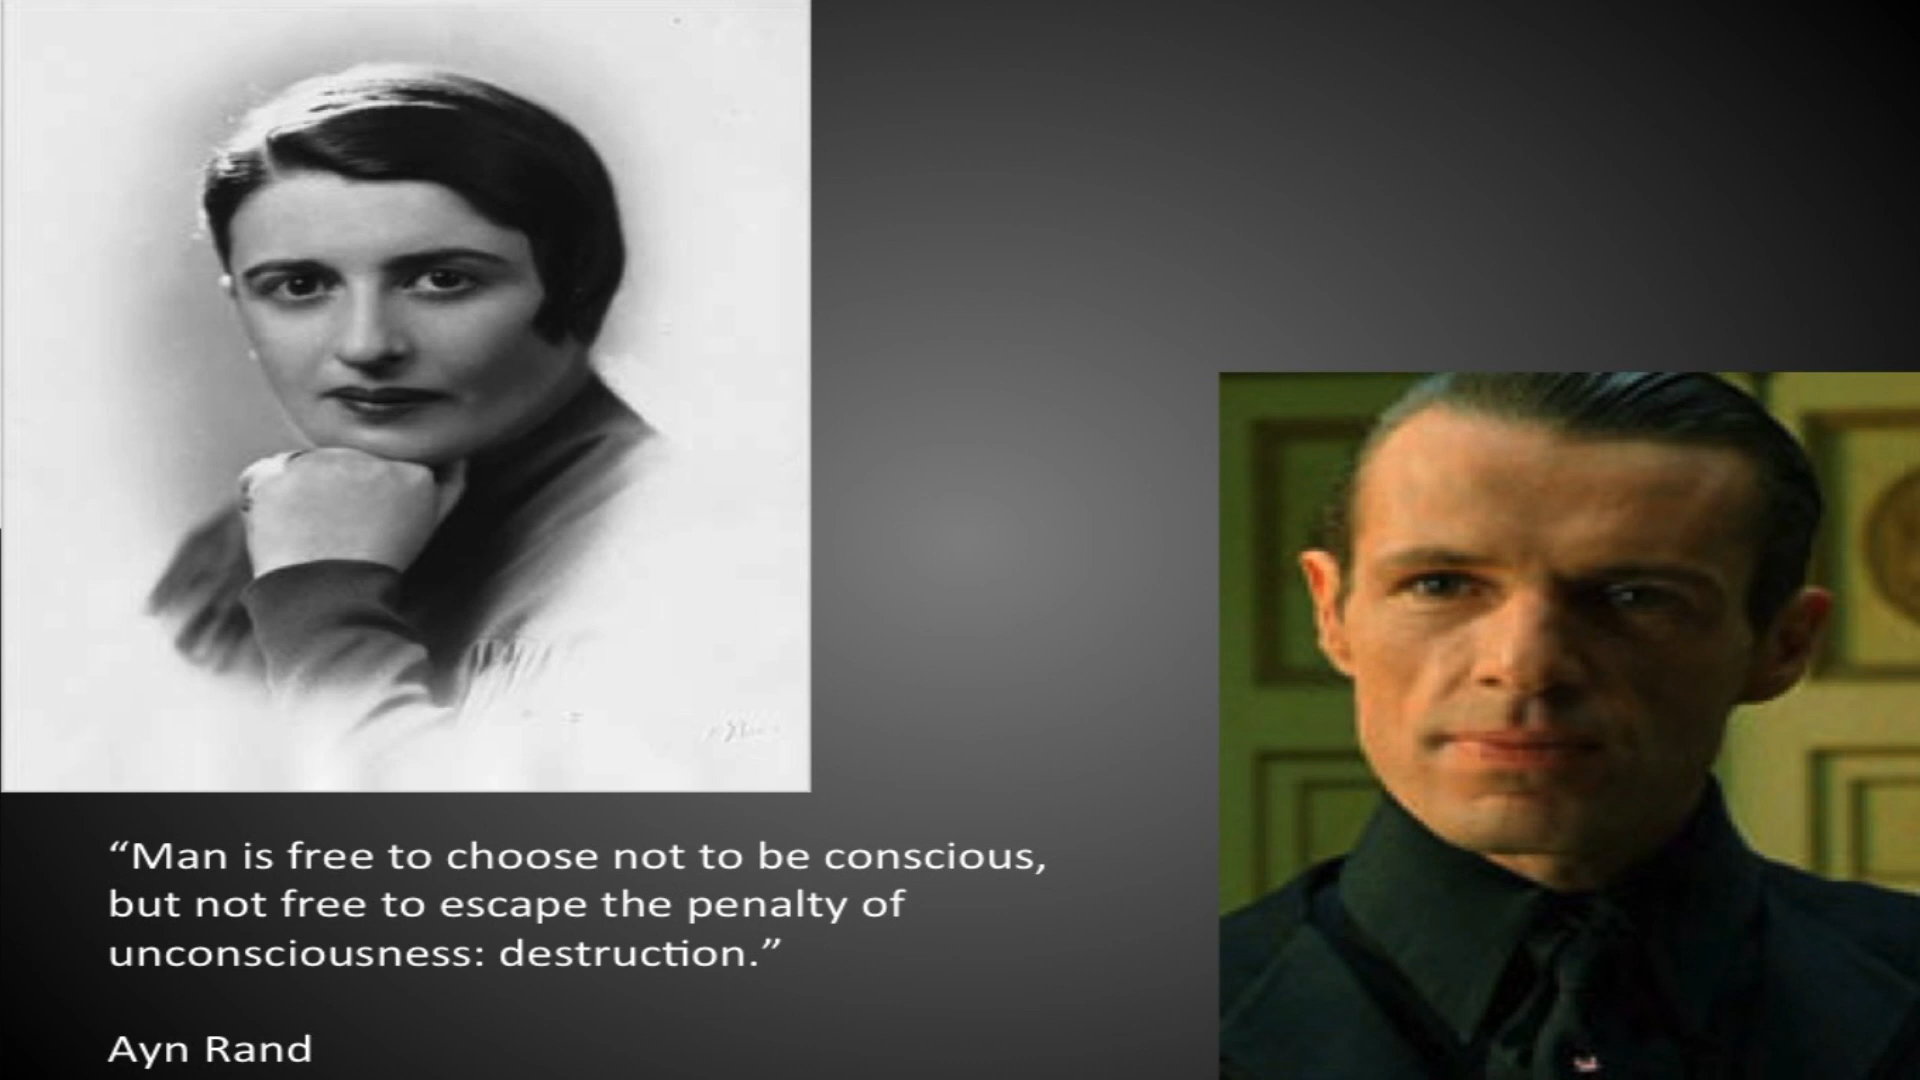 “Man is free to choose not to be conscious,
but not free to escape the penalty of
unconsciousness: destruction.”
Ayn Rand